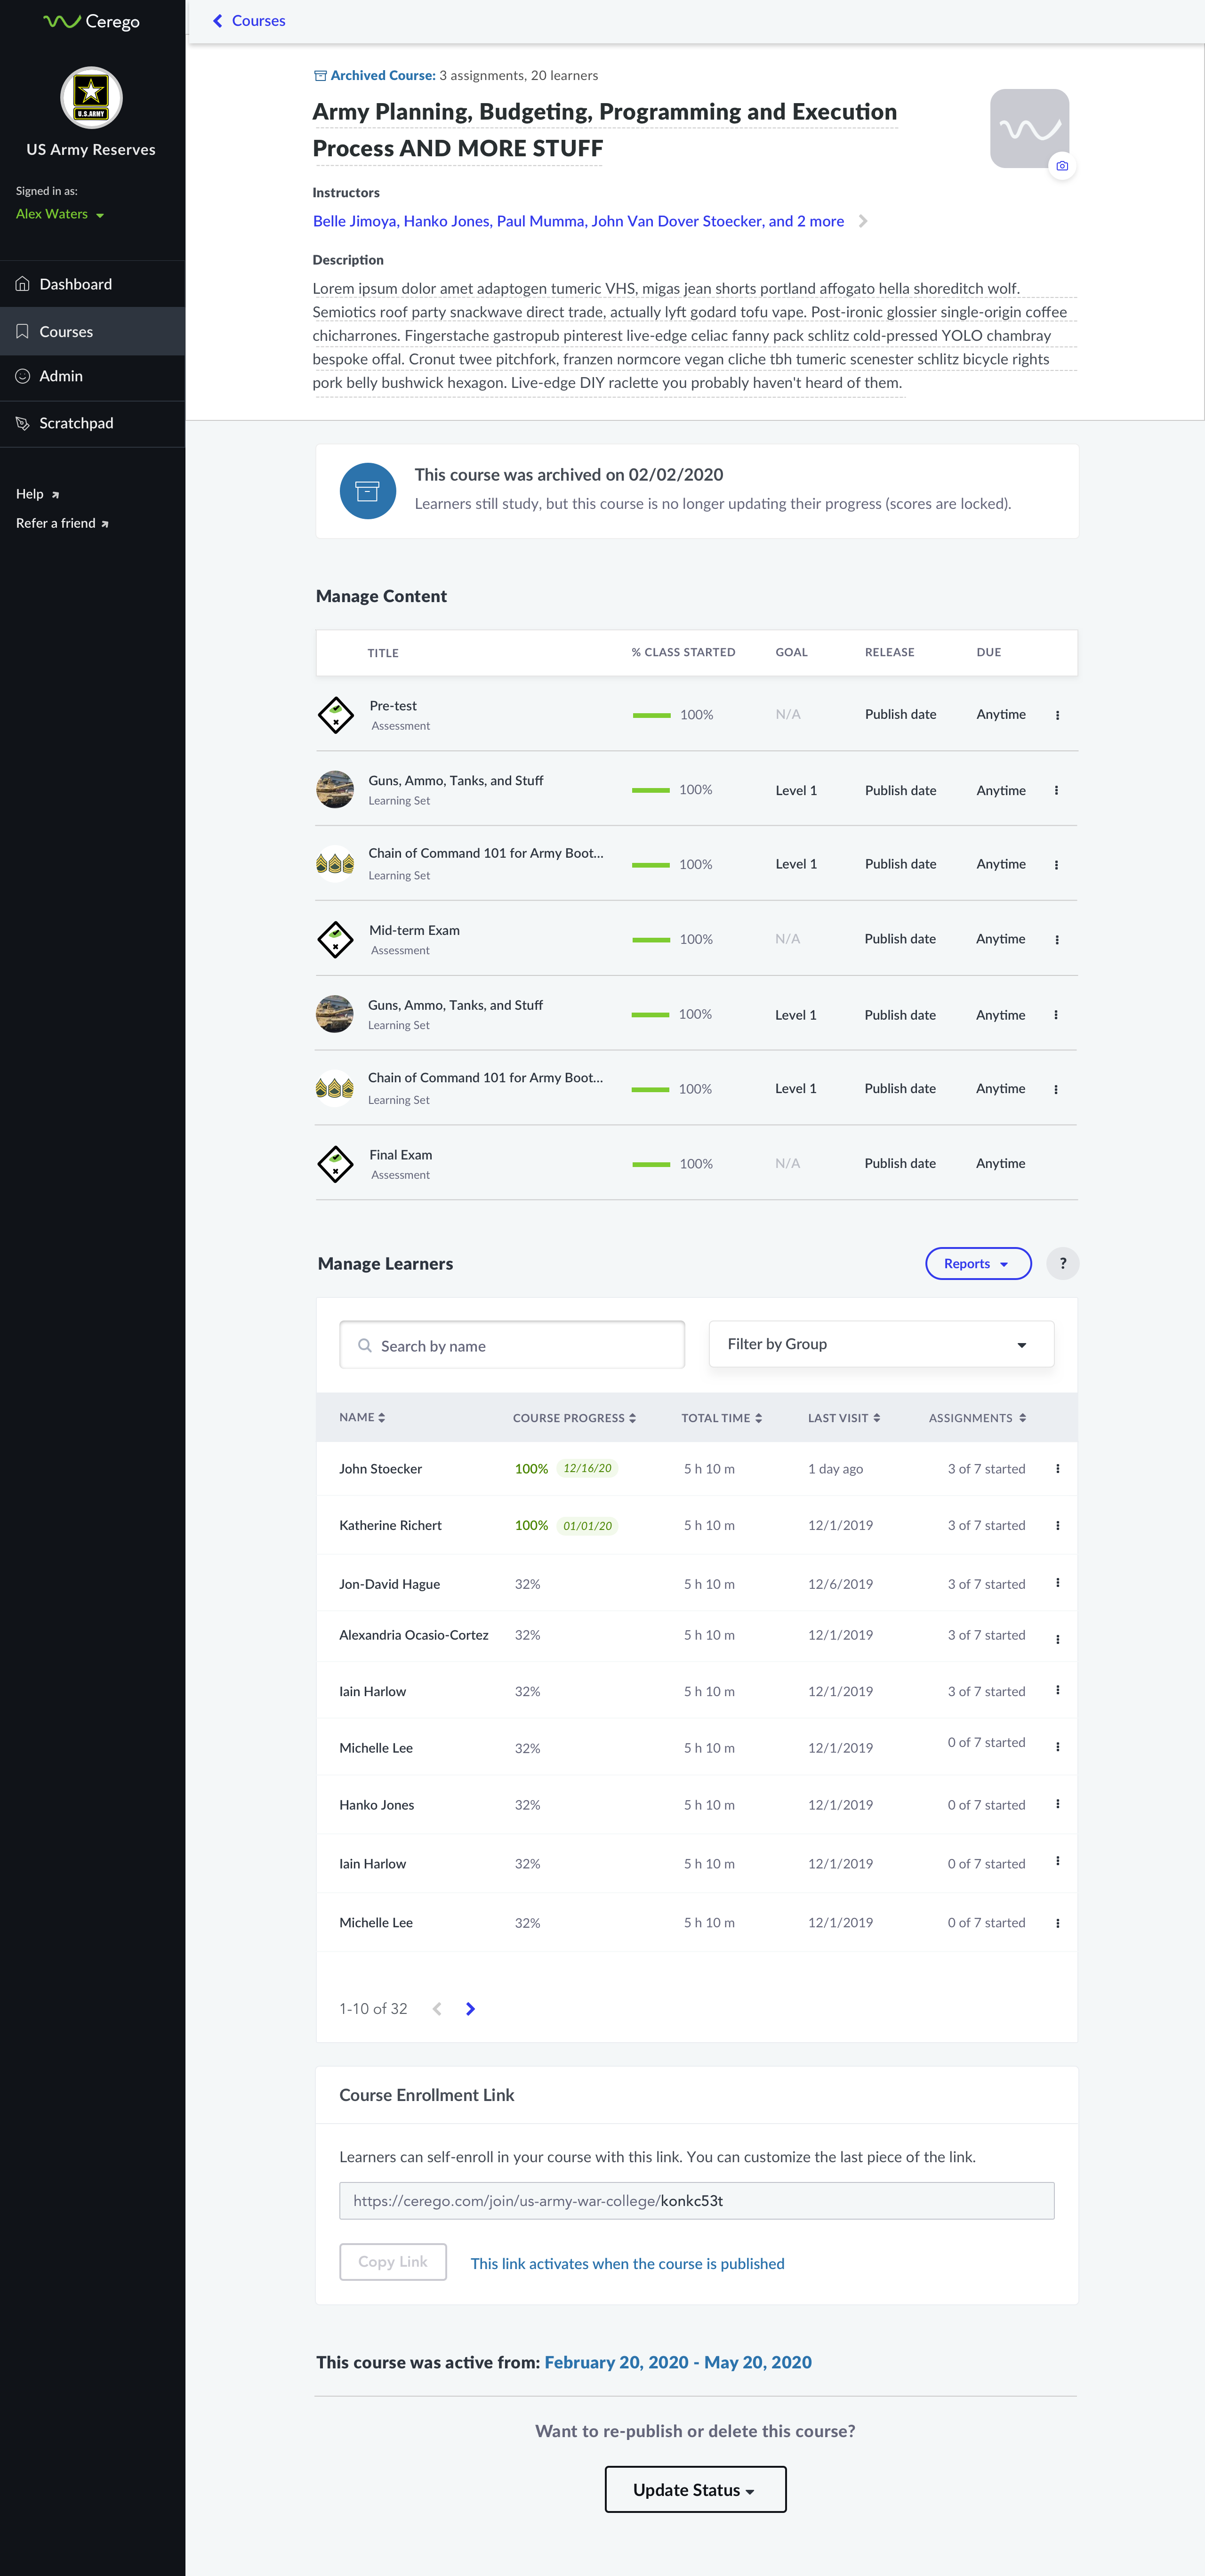 Cerego
U.S.ARMY
US Army Reserves
Signed in as:
Alex Waters
Dashboard
Courses
Admin
Scratchpad
Help
Refer a friend
Courses
Archived Course: 3 assignments, 20 learners
Army Planning, Budgeting, Programming and Execution
Process AND MORE STUFF
Instructors
Belle Jimoya, Hanko Jones, Paul Mumma, John Van Dover Stoecker, and 2 more
Description
Lorem ipsum dolor amet adaptogen tumeric VHS, migas jean shorts portland affogato hella shoreditch wolf.
Semiotics roof party snackwave direct trade, actually lyft godard tofu vape. Post-ironic glossier single-origin coffee
chicharrones. Fingerstache gastropub pinterest live-edge celiac fanny pack schlitz cold-pressed YOLO chambray
bespoke offal. Cronut twee pitchfork, franzen normcore vegan cliche tbh tumeric scenester schlitz bicycle rights
pork belly bushwick hexagon. Live-edge DIY raclette you probably haven't heard of them.
This course was archived on 02/02/2020
Learners still study, but this course is no longer updating their progress (scores are locked).
Manage Content
TITLE % CLASS STARTED GOAL RELEASE DUE
Pre-test
Assessment
100% N/A Publish date Anytime
Guns, Ammo, Tanks, and Stuff
Learning Set
100% Level 1 Publish date Anytime
Chain of Command 101 for Army Boot...
Learning Set
100% Level 1 Publish date Anytime
Mid-term Exam
Assessment
100% N/A Publish date Anytime
Guns, Ammo, Tanks, and Stuff
Learning Set
100% Level 1 Publish date Anytime
Chain of Command 101 for Army Boot...
Learning Set
100% Level 1 Publish date Anytime
Final Exam
Assessment
100% N/A Publish date Anytime
Manage Learners
Reports
?
Search by name
Filter by Group
NAME COURSE PROGRESS TOTAL TIME LAST VISIT ASSIGNMENTS
John Stoecker 100% 12/16/20 5 h 10 m 1 day ago 3 of 7 started
Katherine Richert 100% 01/01/20 5 h 10 m 12/1/2019 3 of 7 started
Jon-David Hague 32% 5 h 10 m 12/6/2019 3 of 7 started
Alexandria Ocasio-Cortez 32% 5 h 10 m 12/1/2019 3 of 7 started
Iain Harlow 32% 5 h 10 m 12/1/2019 3 of 7 started
Michelle Lee 32% 5 h 10 m 12/1/2019 0 of 7 started
Hanko Jones 32% 5 h 10 m 12/1/2019 0 of 7 started
Iain Harlow 32% 5 h 10 m 12/1/2019 0 of 7 started
Michelle Lee 32% 5 h 10 m 12/1/2019 0 of 7 started
1-10 of 32
Course Enrollment Link
Learners can self-enroll in your course with this link. You can customize the last piece of the link.
https://cerego.com/join/us-army-war-college/konkc53t
Copy Link
This link activates when the course is published
This course was active from: February 20, 2020 - May 20, 2020
Want to re-publish or delete this course?
Update Status